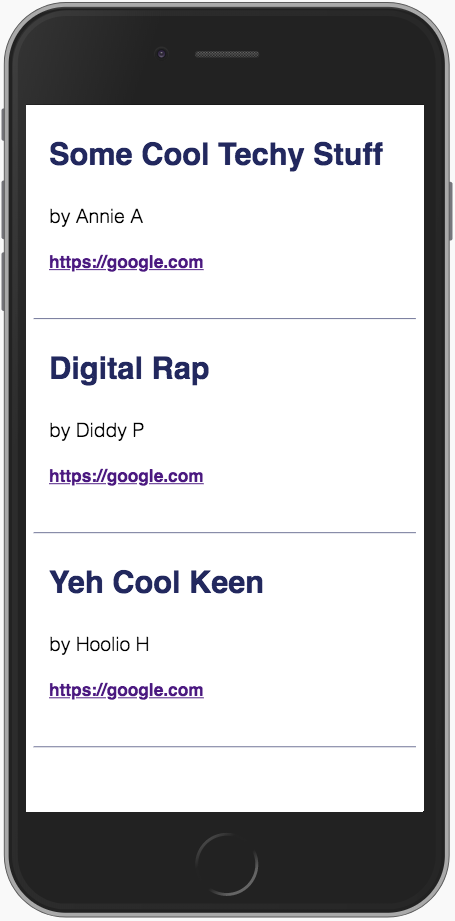 Some Cool Techy Stuff
by Annie A
https://google.com
Digital Rap
by Diddy P
https://google.com
Yeh Cool Keen
by Hoolio H
https://google.com